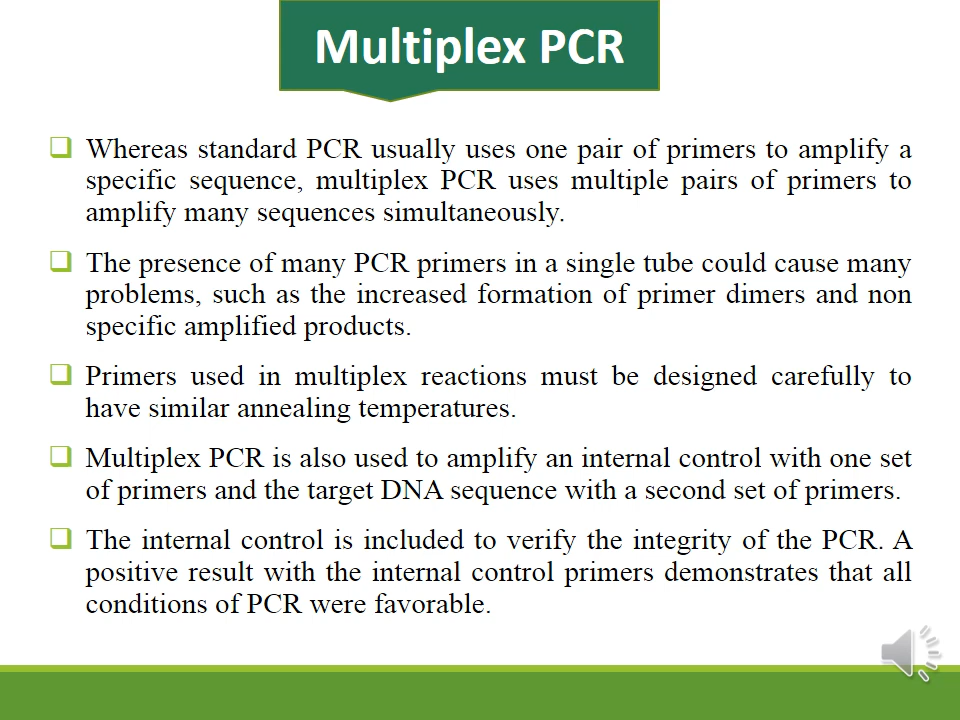 Multiplex PCR
Whereas standard PCR usually uses one pair of primers to amplify a
specific sequence, multiplex PCR uses multiple pairs of primers to
amplify many sequences simultaneously.
The presence of many PCR primers in a single tube could cause many
problems, such as the increased formation of primer dimers and non
specific amplified products.
Primers used in multiplex reactions must be designed carefully to
have similar annealing temperatures.
Multiplex PCR is also used to amplify an internal control with one set
of primers and the target DNA sequence with a second set of primers.
The internal control is included to verify the integrity of the PCR. A
positive result with the internal control primers demonstrates that all
conditions of PCR were favorable.